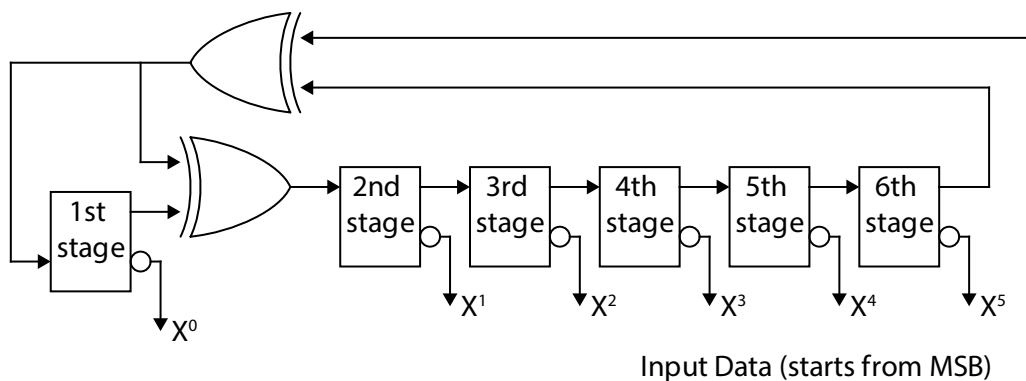 1st
stage
2nd
stage
3rd
stage
4th
stage
5th
stage
6th
stage
X⁰
X¹
X²
X³
X⁴
X⁵
Input Data (starts from MSB)